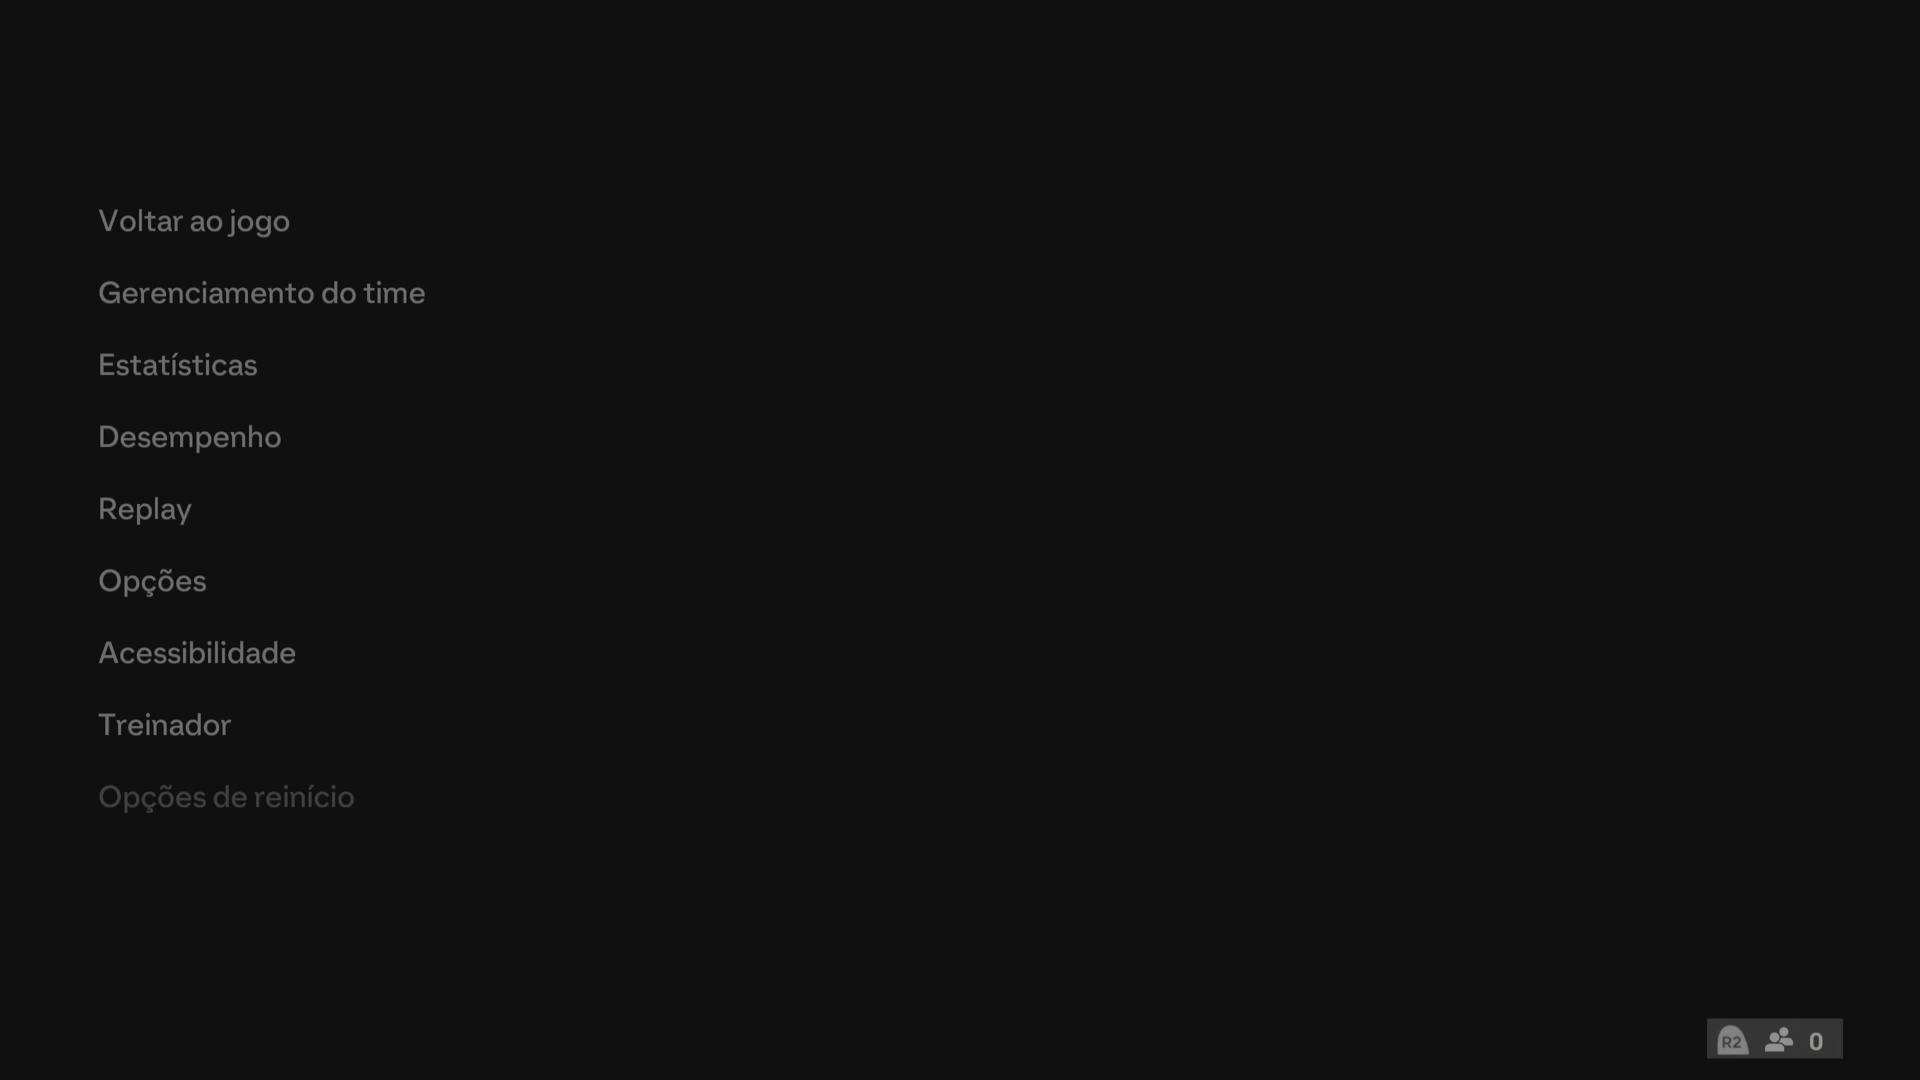 Voltar ao jogo
Gerenciamento do time
Estatísticas
Desempenho
Replay
Opções
Acessibilidade
Treinador
Opções de reinício
R2 0